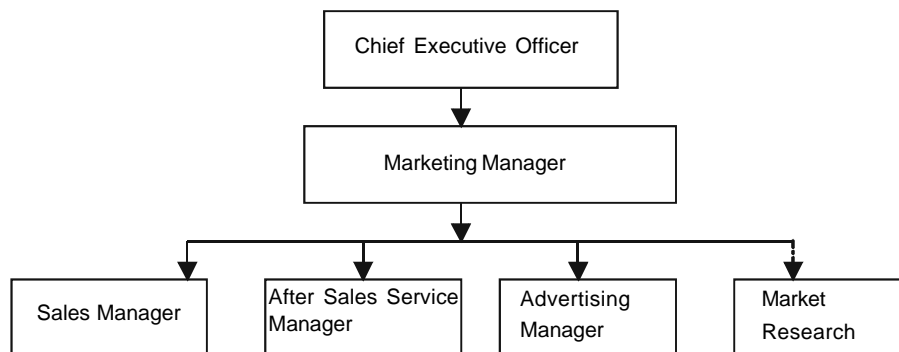 Chief Executive Officer
Marketing Manager
Sales Manager
After Sales Service
Manager
Advertising
Manager
Market
Research